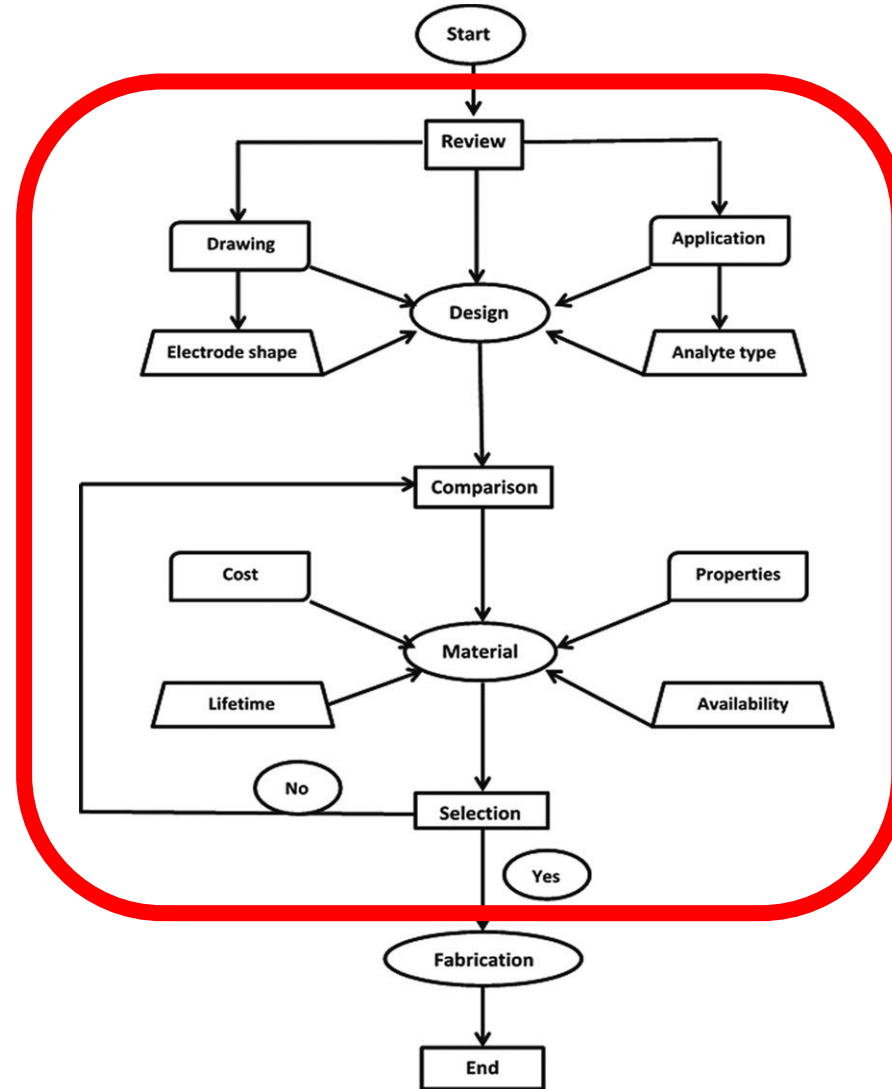 Start
Review
Drawing
Application
Design
Electrode shape
Analyte type
Comparison
Cost
Properties
Material
Lifetime
Availability
No
Selection
Yes
Fabrication
End